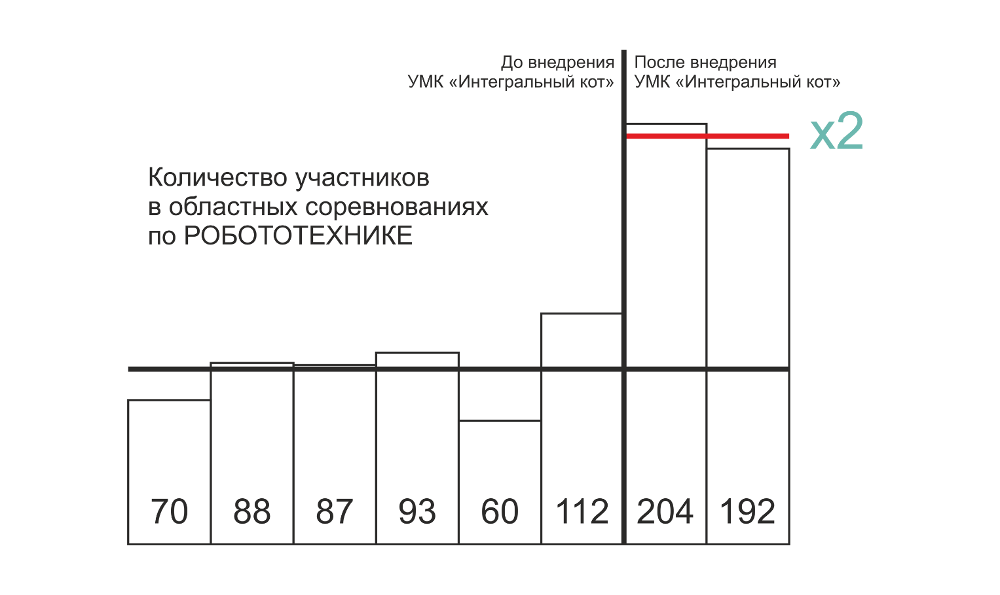 До внедрения
УМК «Интегральный кот»
После внедрения
УМК «Интегральный кот»
x2
Количество участников
в областных соревнованиях
по РОБОТОТЕХНИКЕ
70 88 87 93 60 112 204 192